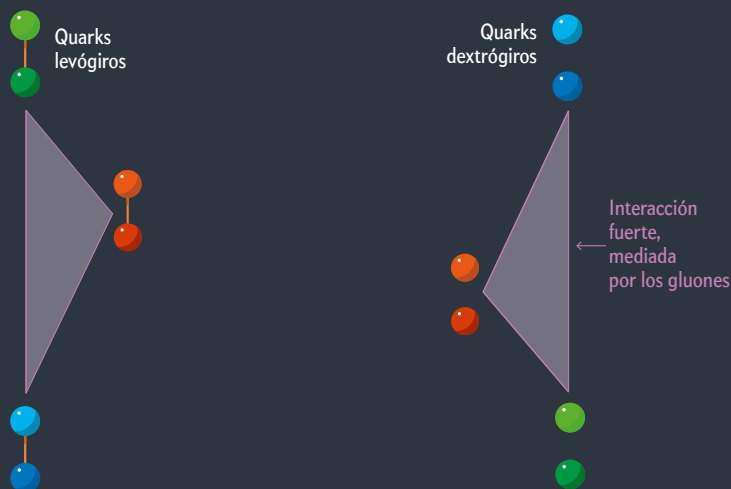 Quarks
levógiros
Quarks
dextrógiros
Interacción
fuerte,
mediada
por los gluones